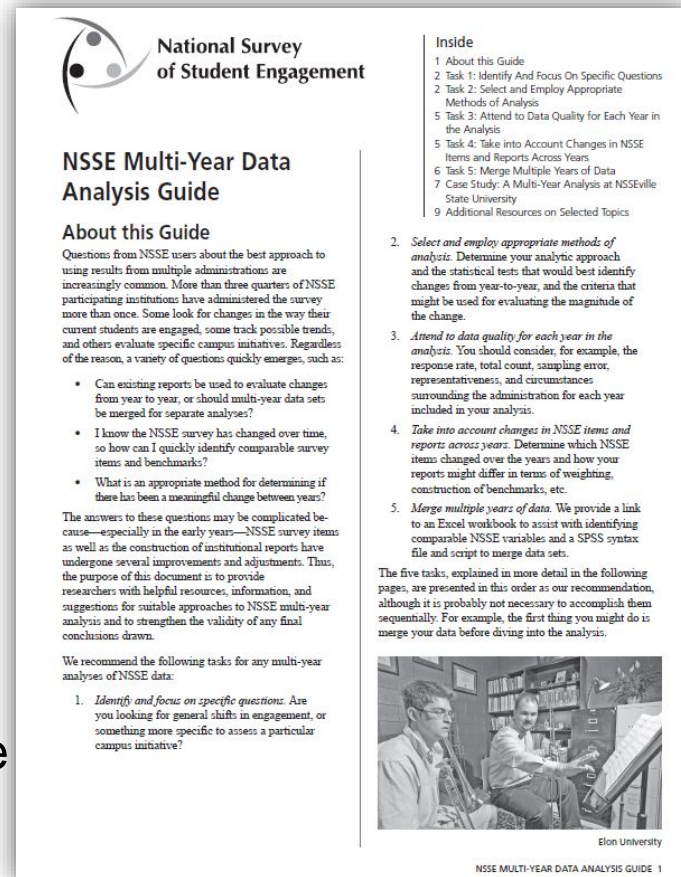 National Survey
of Student Engagement
Inside
1 About this Guide
2 Task 1: Identify And Focus On Specific Questions
2 Task 2: Select and Employ Appropriate
Methods of Analysis
5 Task 3: Attend to Data Quality for Each Year in
the Analysis
5 Task 4: Take into Account Changes in NSSE
Items and Reports Across Years
6 Task 5: Merge Multiple Years of Data
7 Case Study: A Multi-Year Analysis at NSSEville
State University
9 Additional Resources on Selected Topics
NSSE Multi-Year Data
Analysis Guide
About this Guide
Questions from NSSE users about the best approach to
using results from multiple administrations are
increasingly common. More than three quarters of NSSE
participating institutions have administered the survey
more than once. Some look for changes in the way their
current students are engaged, some track possible trends,
and others evaluate specific campus initiatives. Regardless
of the reason, a variety of questions quickly emerges, such as:
• Can existing reports be used to evaluate changes
from year to year, or should multi-year data sets
be merged for separate analyses?
• I know the NSSE survey has changed over time,
so how can I quickly identify comparable survey
items and benchmarks?
• What is an appropriate method for determining if
there has been a meaningful change between years?
The answers to these questions may be complicated be-
cause—especially in the early years—NSSE survey items
as well as the construction of institutional reports have
undergone several improvements and adjustments. Thus,
the purpose of this document is to provide
researchers with helpful resources, information, and
suggestions for suitable approaches to NSSE multi-year
analysis and to strengthen the validity of any final
conclusions drawn.
We recommend the following tasks for any multi-year
analyses of NSSE data:
1. Identify and focus on specific questions. Are
you looking for general shifts in engagement, or
something more specific to assess a particular
campus initiative?
2. Select and employ appropriate methods of
analysis. Determine your analytic approach
and the statistical tests that would best identify
changes from year-to-year, and the criteria that
might be used for evaluating the magnitude of
the change.
3. Attend to data quality for each year in the
analysis. You should consider, for example, the
response rate, total count, sampling error,
representativeness, and circumstances
surrounding the administration for each year
included in your analysis.
4. Take into account changes in NSSE items and
reports across years. Determine which NSSE
items changed over the years and how your
reports might differ in terms of weighting,
construction of benchmarks, etc.
5. Merge multiple years of data. We provide a link
to an Excel workbook to assist with identifying
comparable NSSE variables and a SPSS syntax
file and script to merge data sets.
The five tasks, explained in more detail in the following
pages, are presented in this order as our recommendation,
although it is probably not necessary to accomplish them
sequentially. For example, the first thing you might do is
merge your data before diving into the analysis.
Elon University
NSSE MULTI-YEAR DATA ANALYSIS GUIDE 1
e